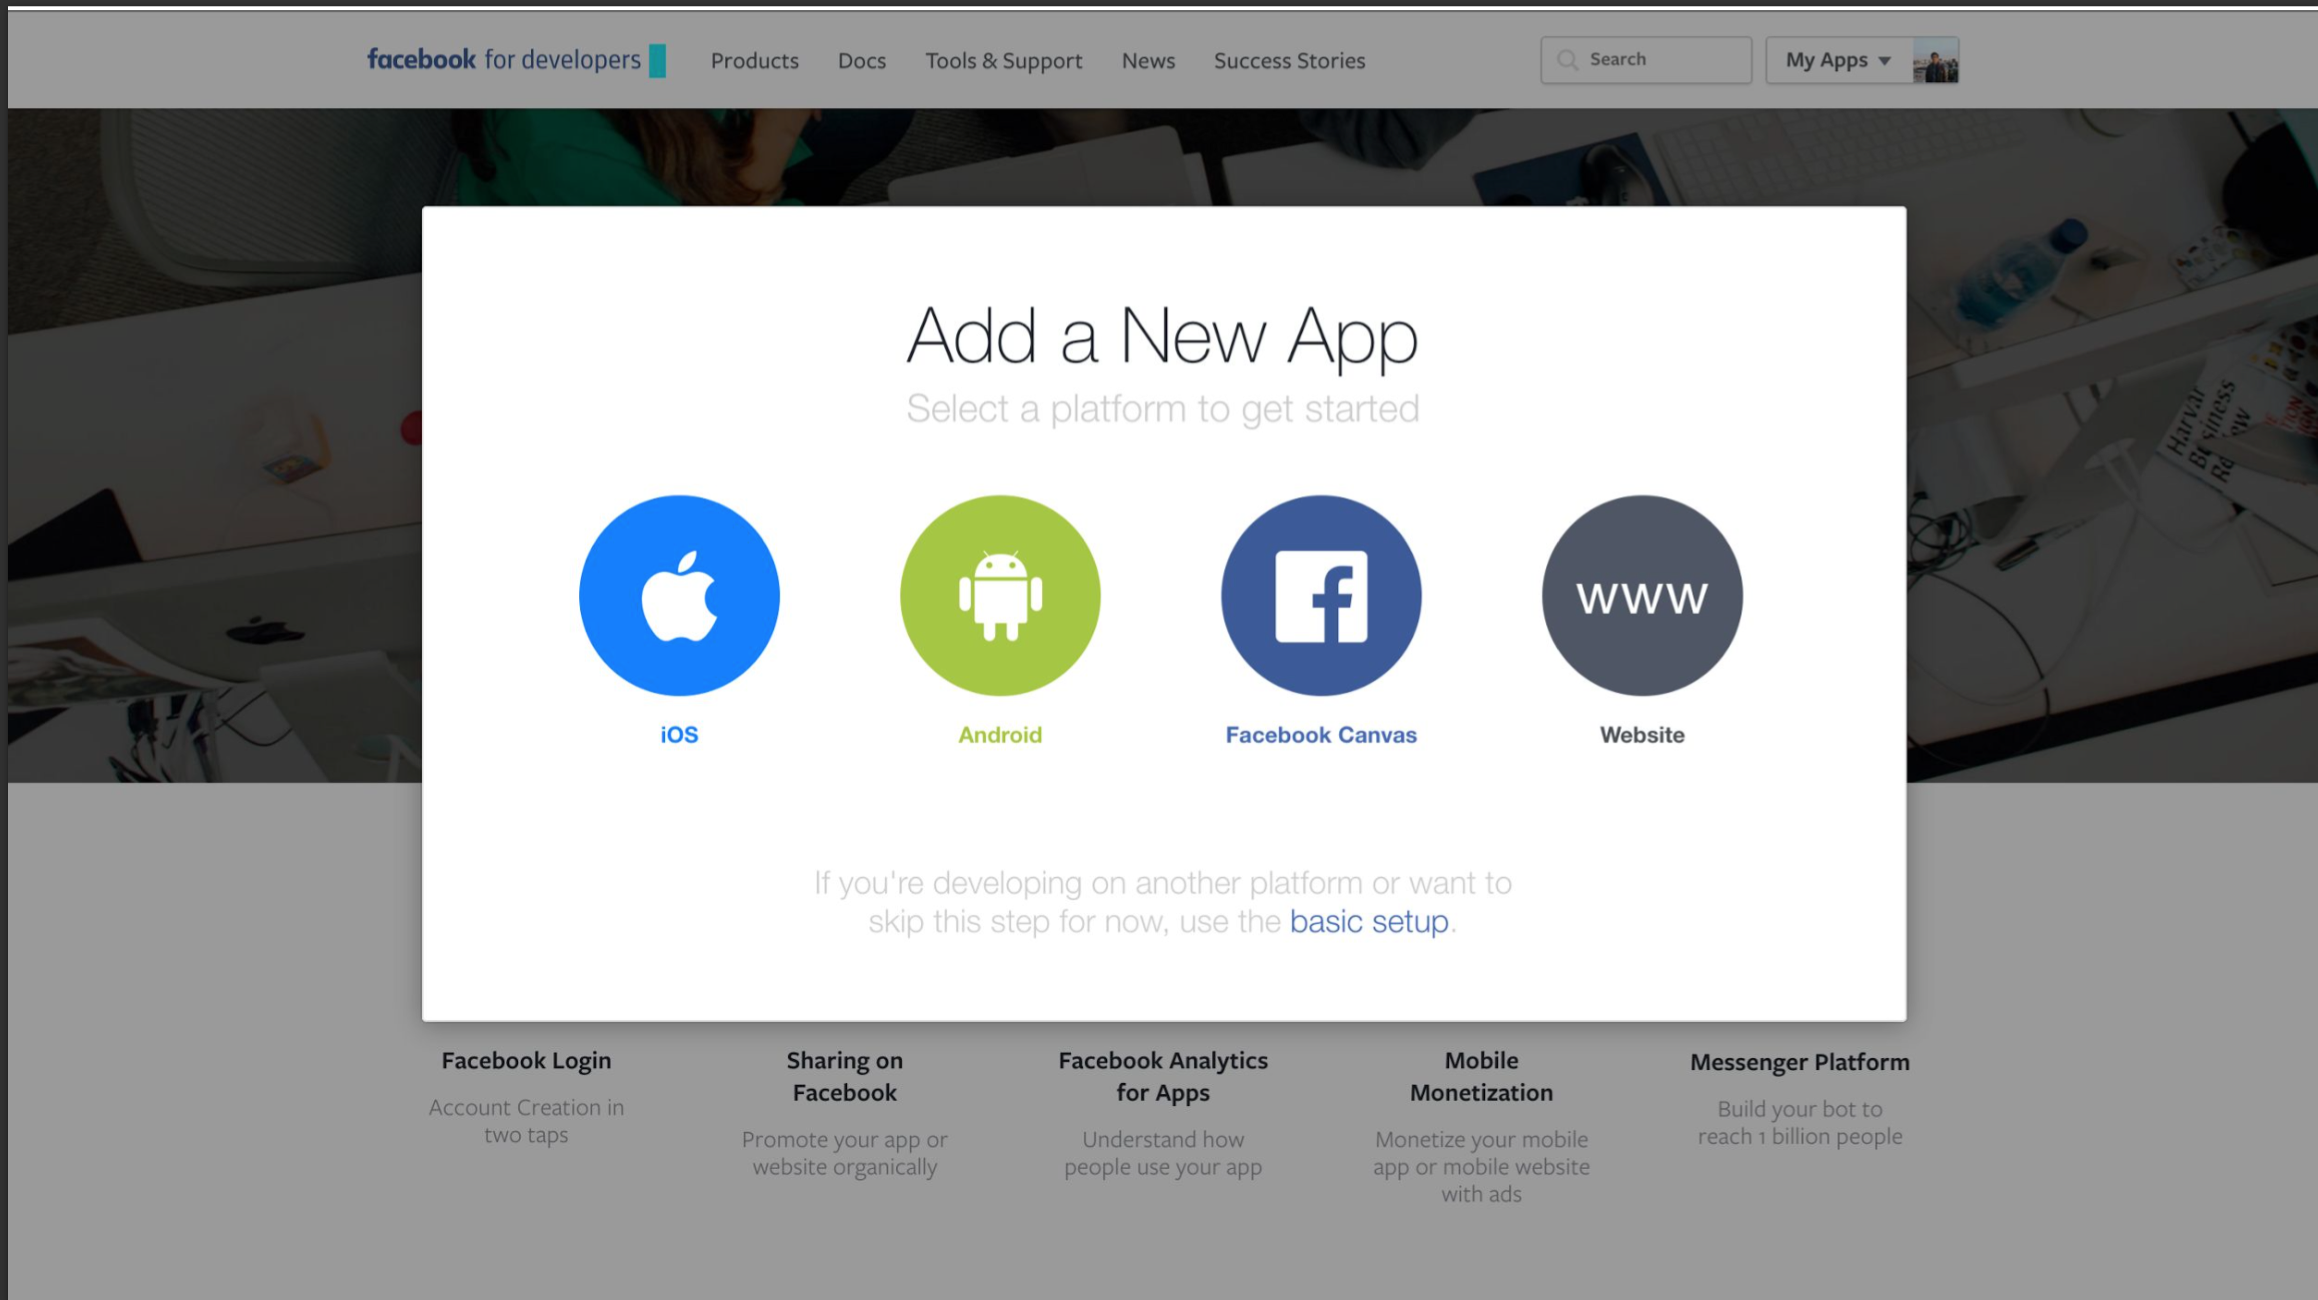 facebook for developers
Products
Docs
Tools & Support
News
Success Stories
Search
My Apps
Add a New App
Select a platform to get started
www
iOS
Android
Facebook Canvas
Website
If you're developing on another platform or want to
skip this step for now, use the basic setup.
Facebook Login
Account Creation in
two taps
Sharing on
Facebook
Promote your app or
website organically
Facebook Analytics
for Apps
Understand how
people use your app
Mobile
Monetization
Monetize your mobile
app or mobile website
with ads
Messenger Platform
Build your bot to
reach 1 billion people